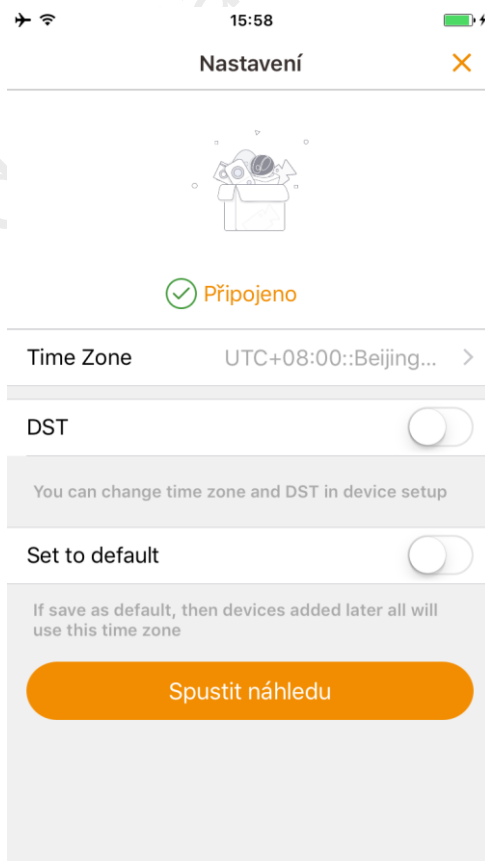 15:58
Nastavení
Připojeno
Time Zone UTC+08:00::Beijing...
DST
You can change time zone and DST in device setup
Set to default
If save as default, then devices added later all will
use this time zone
Spustit náhledu